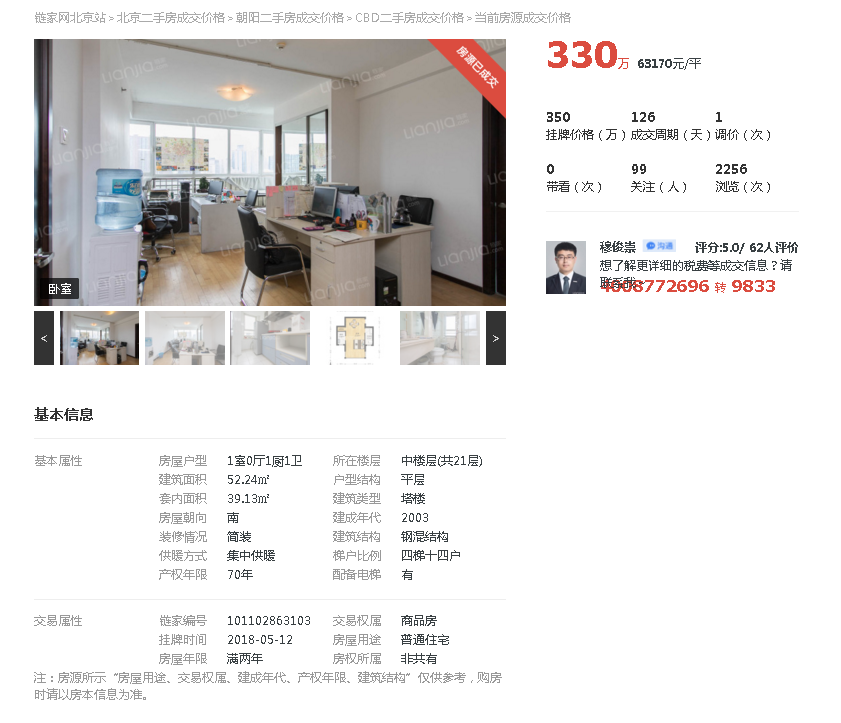 链家网北京站 > 北京二手房成交价格 > 朝阳二手房成交价格 > CBD二手房成交价格 > 当前房源成交价格
房源已成交
卧室
< >
330万 63170元/平
350 126 1
挂牌价格（万） 成交周期（天） 调价（次）
0 99 2256
带看（次） 关注（人） 浏览（次）
穆俊崇 沟通 评分:5.0/ 62人评价
想了解更详细的税费等成交信息？请
联系我:
4008772696 转 9833
基本信息
基本属性 房屋户型 1室0厅1厨1卫 所在楼层 中楼层(共21层)
建筑面积 52.24㎡ 户型结构 平层
套内面积 39.13㎡ 建筑类型 塔楼
房屋朝向 南 建成年代 2003
装修情况 简装 建筑结构 钢混结构
供暖方式 集中供暖 梯户比例 四梯十四户
产权年限 70年 配备电梯 有
交易属性 链家编号 101102863103 交易权属 商品房
挂牌时间 2018-05-12 房屋用途 普通住宅
房屋年限 满两年 房权所属 非共有
注：房源所示“房屋用途、交易权属、建成年代、产权年限、建筑结构”仅供参考，购房
时请以房本信息为准。